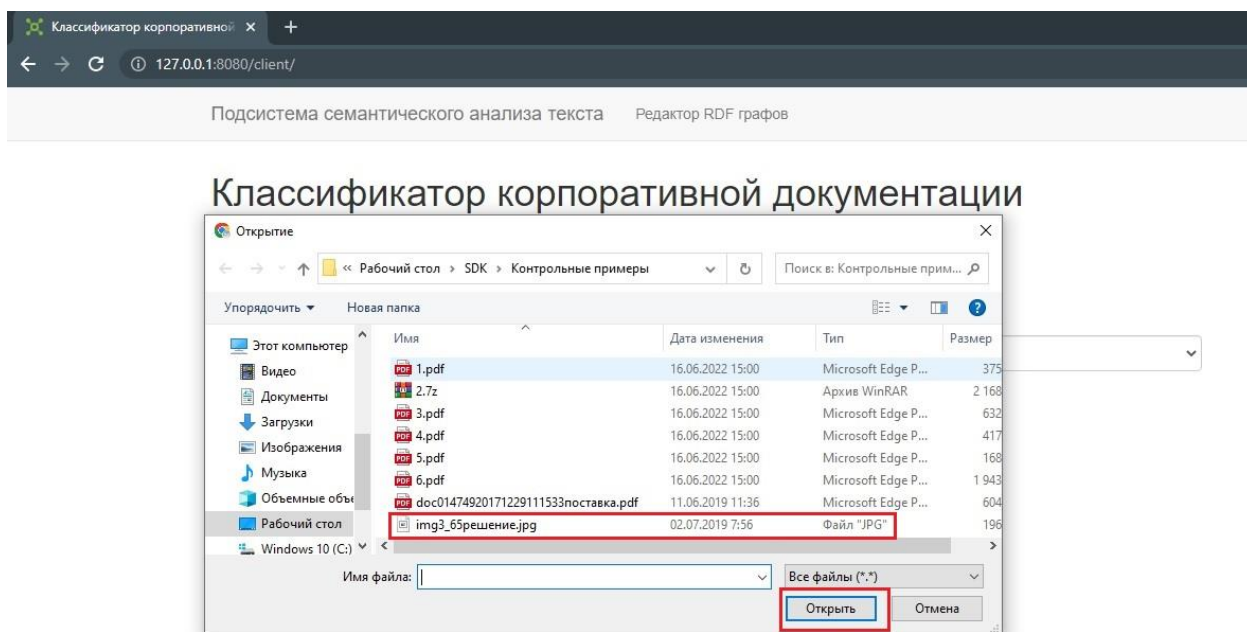 Классификатор корпоративной
127.0.0.1:8080/client/
Подсистема семантического анализа текста Редактор RDF графов
Классификатор корпоративной документации
Открытие
« Рабочий стол › SDK › Контрольные примеры Поиск в: Контрольные прим...
Упорядочить Новая папка
Имя Дата изменения Тип Размер
Этот компьютер
Видео 1.pdf 16.06.2022 15:00 Microsoft Edge P... 375
Документы 2.7z 16.06.2022 15:00 Архив WinRAR 2 168
Загрузки 3.pdf 16.06.2022 15:00 Microsoft Edge P... 632
Изображения 4.pdf 16.06.2022 15:00 Microsoft Edge P... 417
Музыка 5.pdf 16.06.2022 15:00 Microsoft Edge P... 168
6.pdf 16.06.2022 15:00 Microsoft Edge P... 1 943
Объемные объе doc01474920171229111533поставка.pdf 11.06.2019 11:36 Microsoft Edge P... 604
Рабочий стол img3_65решение.jpg 02.07.2019 7:56 Файл "JPG" 196
Windows 10 (C:)
Имя файла: Все файлы (*.*)
Открыть Отмена